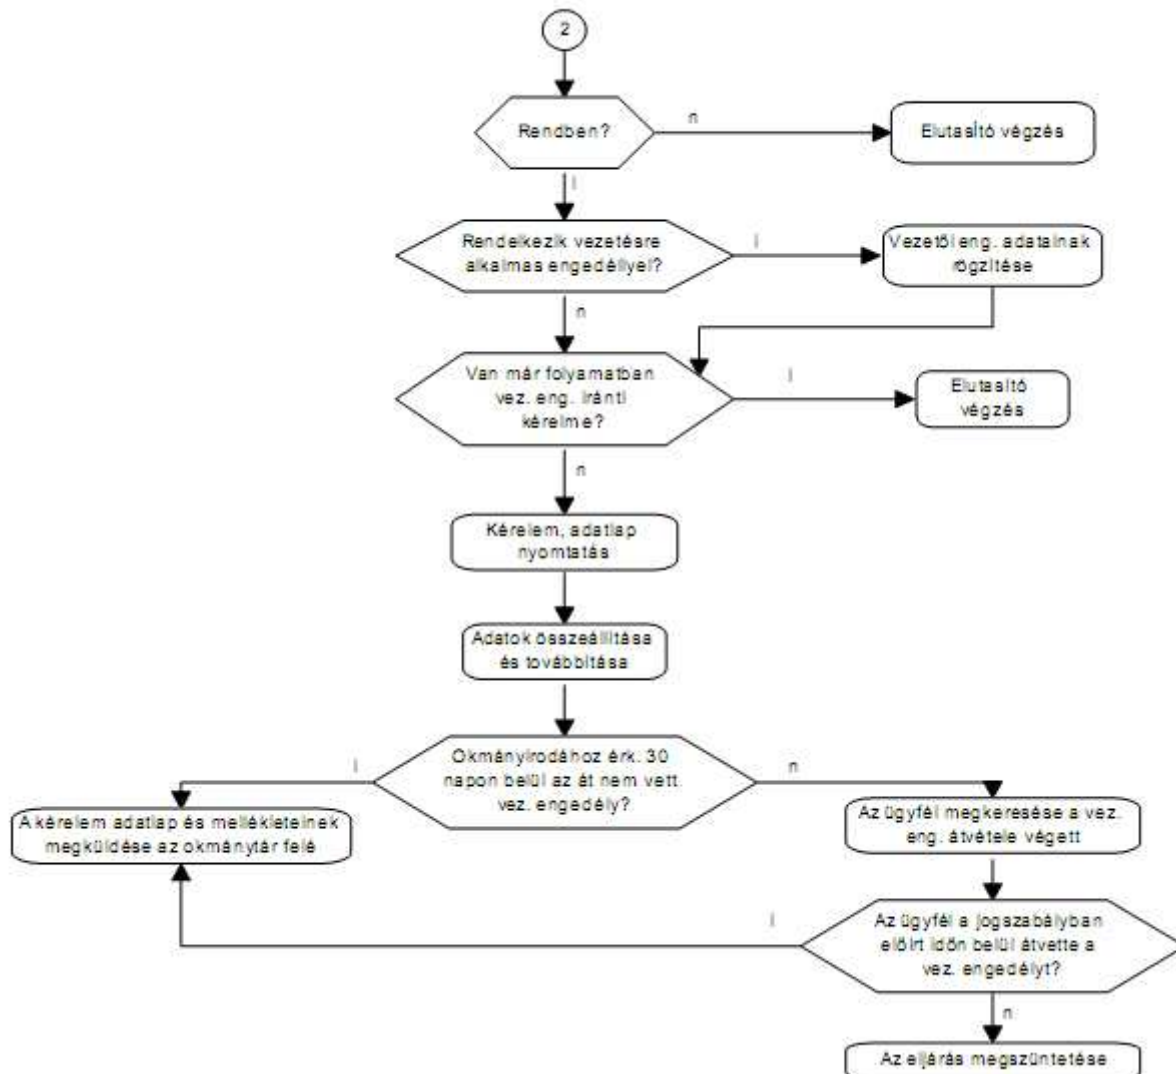 2
Rendben?
n
Elutasító végzés
i
Rendelkezik vezetésre
alkalmas engedéllyel?
i
Vezetői eng. adatainak
rögzítése
n
Van már folyamatban
vez. eng. iránti
kérelme?
i
Elutasító
végzés
n
Kérelem, adatlap
nyomtatás
Adatok összeállítása
és továbbítása
Okmányirodához érk. 30
napon belül az át nem vett
vez. engedély?
i
n
A kérelem adatlap és mellékleteinek
megküldése az okmánytár felé
Az ügyfél megkeresése a vez.
eng. átvétele végett
i
Az ügyfél a jogszabályban
előírt időn belül átvette a
vez. engedélyt?
n
Az eljárás megszüntetése